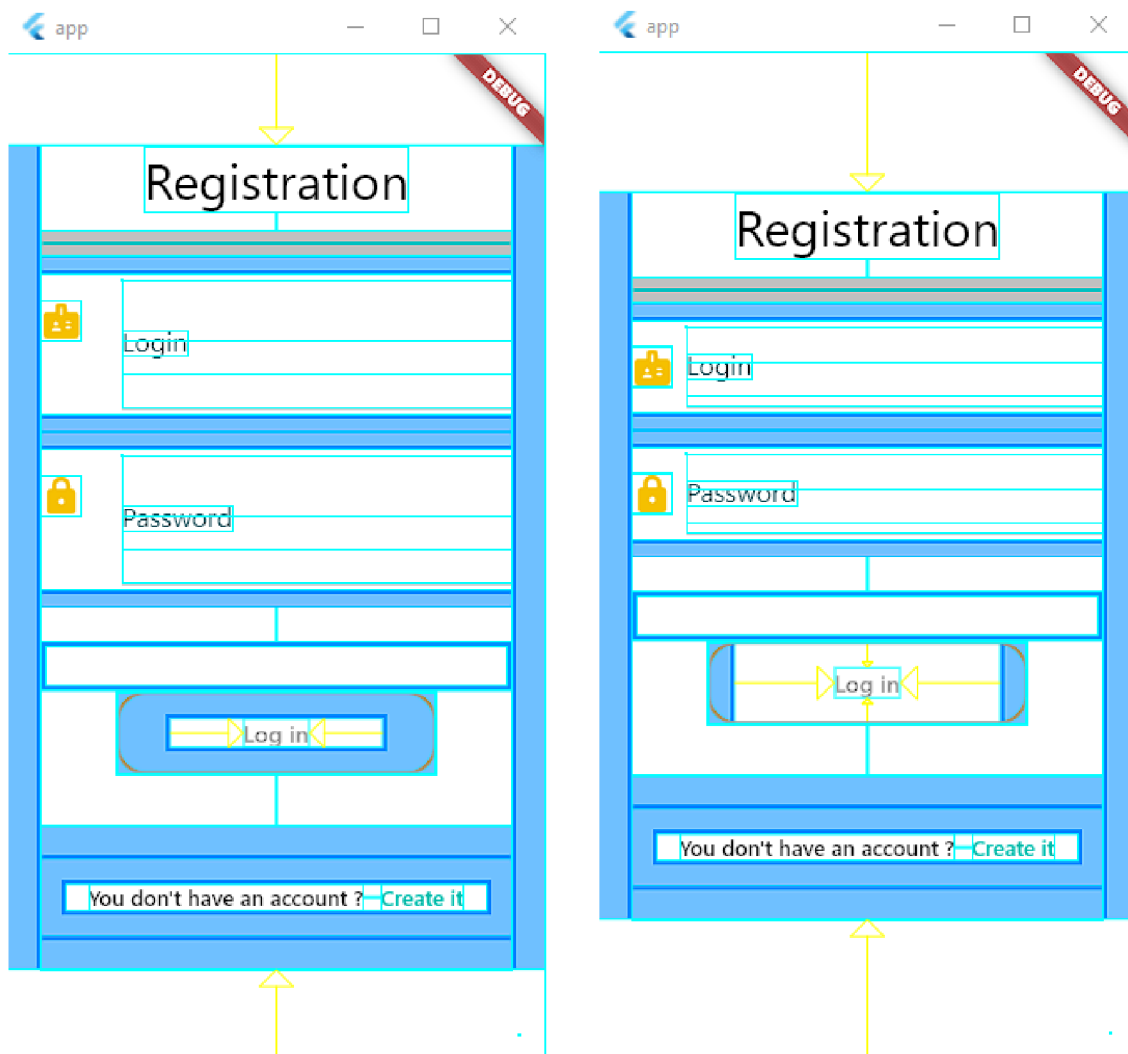 app
DEBUG
Registration
Login
Password
Log in
You don't have an account ? Create it
app
DEBUG
Registration
Login
Password
Log in
You don't have an account ? Create it